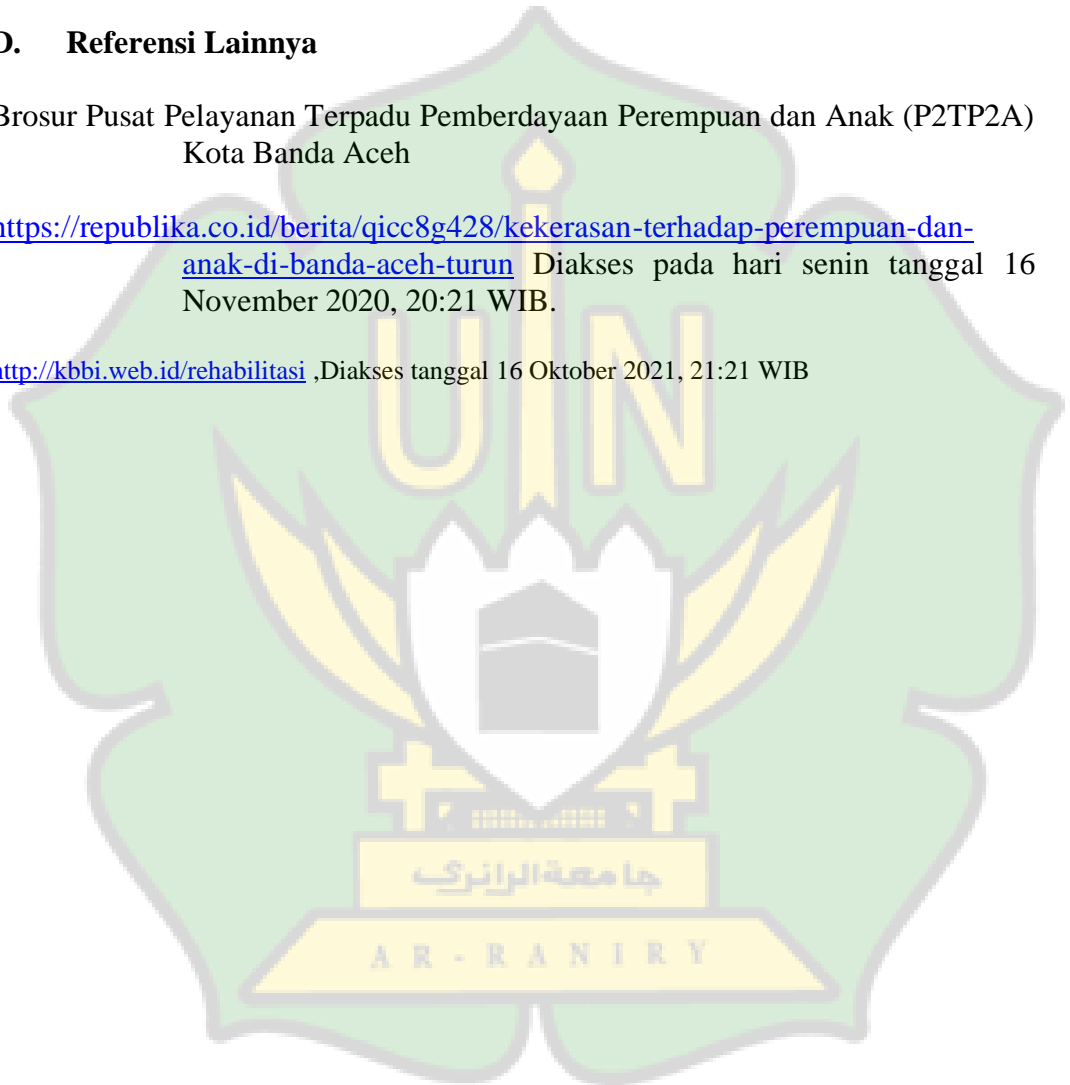 D. Referensi Lainnya
Brosur Pusat Pelayanan Terpadu Pemberdayaan Perempuan dan Anak (P2TP2A)
Kota Banda Aceh
https://republika.co.id/berita/qicc8g428/kekerasan-terhadap-perempuan-dan-
anak-di-banda-aceh-turun Diakses pada hari senin tanggal 16
November 2020, 20:21 WIB.
http://kbbi.web.id/rehabilitasi ,Diakses tanggal 16 Oktober 2021, 21:21 WIB
UIN
جامعة الرانري
AR-RANIRY